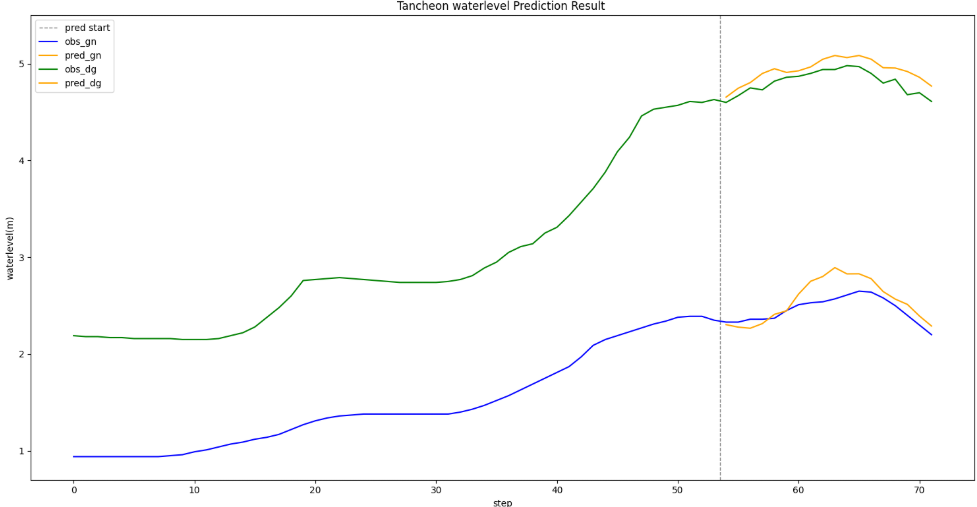 Tancheon waterlevel Prediction Result
pred start
obs_gn
pred_gn
obs_dg
pred_dg
waterlevel(m)
5
4
3
2
1
0 10 20 30 40 50 60 70
step